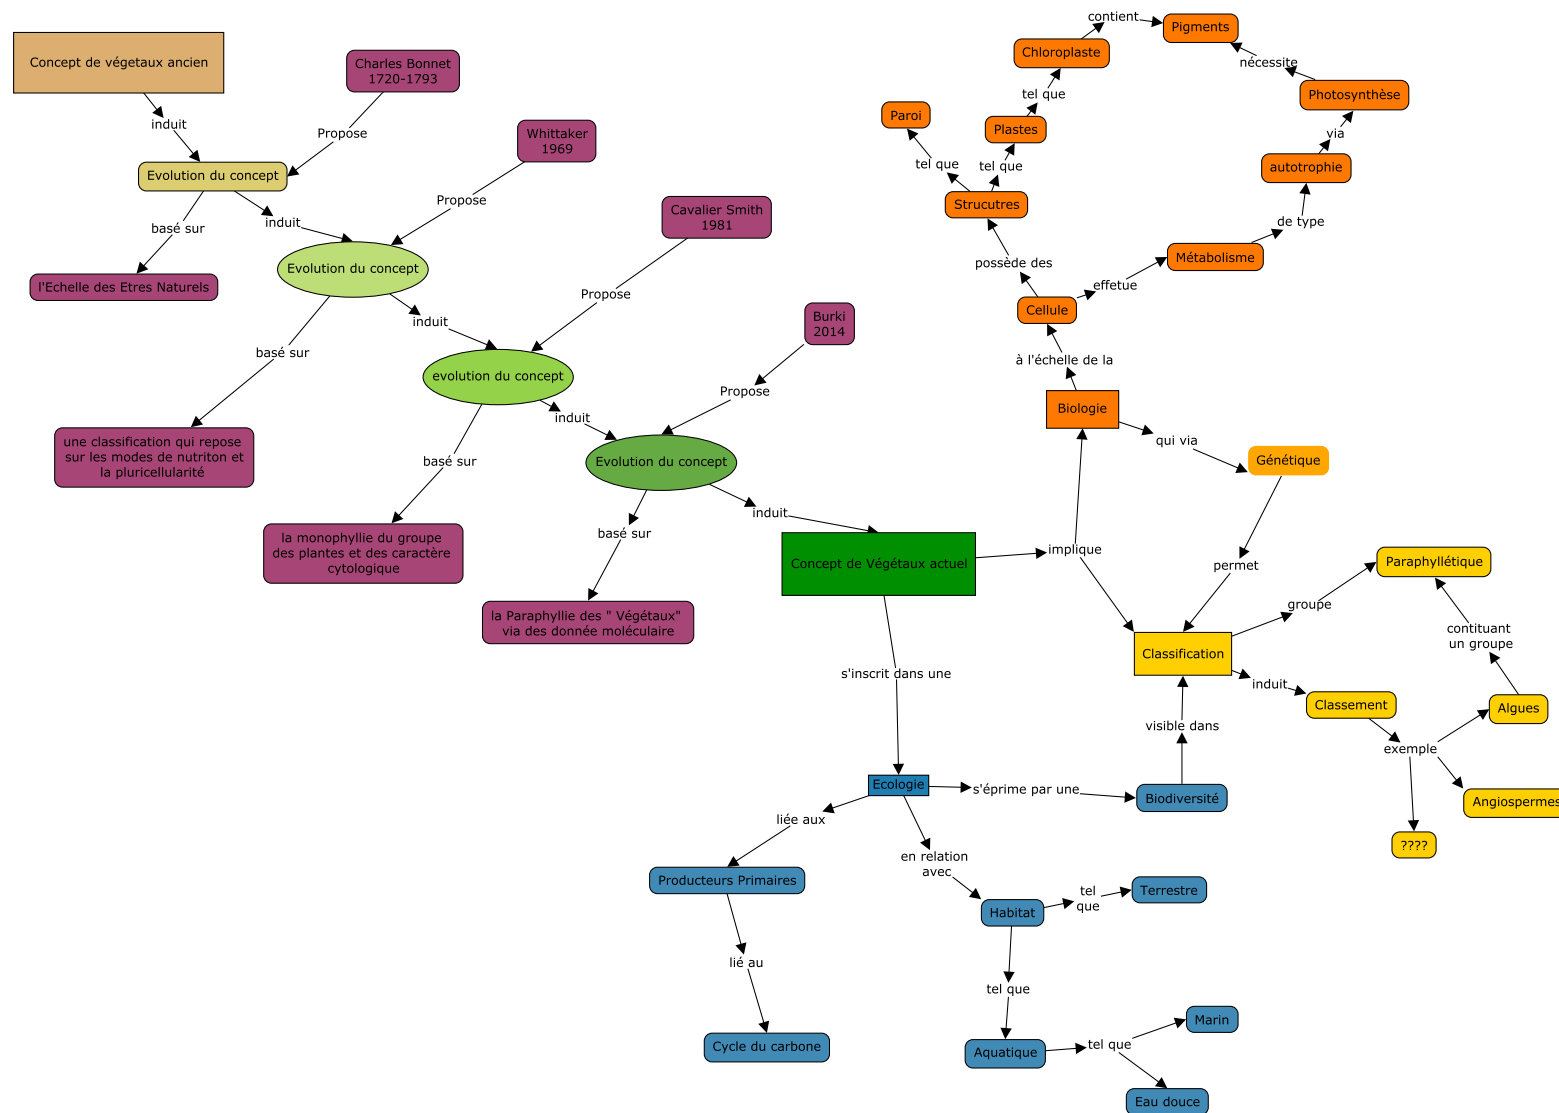 Concept de végetaux ancien
induit
Charles Bonnet
1720-1793
Propose
Evolution du concept
basé sur
l'Echelle des Etres Naturels
induit
Whittaker
1969
Propose
Evolution du concept
basé sur
une classification qui repose
sur les modes de nutriton et
la pluricellularité
induit
Cavalier Smith
1981
Propose
evolution du concept
basé sur
la monophyllie du groupe
des plantes et des caractère
cytologique
induit
Burki
2014
Propose
Evolution du concept
basé sur
la Paraphyllie des " Végétaux"
via des donnée moléculaire
induit
Concept de Végétaux actuel
implique
Biologie
à l'échelle de la
Cellule
possède des
Strucutres
tel que
Paroi
tel que
Plastes
tel que
Chloroplaste
contient
Pigments
effetue
Métabolisme
de type
autotrophie
via
Photosynthèse
nécessite
qui via
Génétique
permet
Classification
groupe
Paraphyllétique
induit
Classement
exemple
Algues
contituant
un groupe
Angiospermes
????
s'inscrit dans une
Ecologie
s'éprime par une
Biodiversité
visible dans
liée aux
Producteurs Primaires
lié au
Cycle du carbone
en relation
avec
Habitat
tel
que
Terrestre
tel que
Aquatique
tel que
Marin
Eau douce